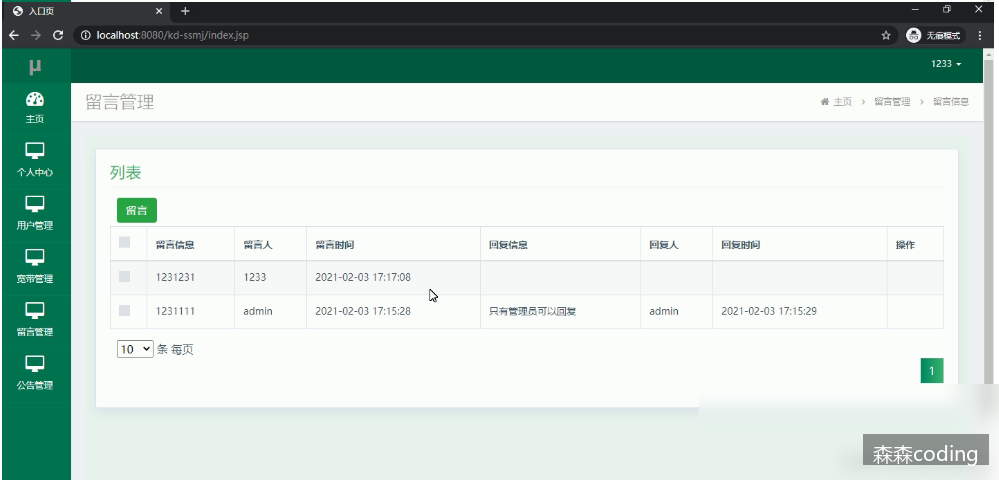 入口页
localhost:8080/kd-ssmj/index.jsp
无痕模式
μ
1233
主页
个人中心
用户管理
宽带管理
留言管理
公告管理
留言管理
主页 > 留言管理 > 留言信息
列表
留言
留言信息 留言人 留言时间 回复信息 回复人 回复时间 操作
1231231 1233 2021-02-03 17:17:08
1231111 admin 2021-02-03 17:15:28 只有管理员可以回复 admin 2021-02-03 17:15:29
10 条 每页
1
森森coding